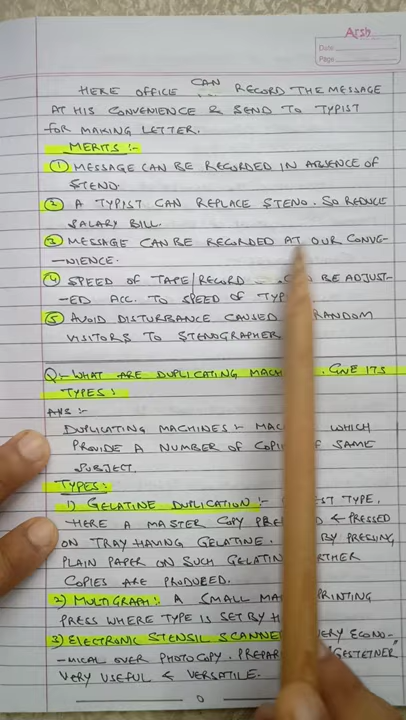 Arsh
Date
Page
HERE OFFICE CAN RECORD THE MESSAGE
AT HIS CONVENIENCE & SEND TO TYPIST
for MAKING LETTER.
MERITS :-
① MESSAGE CAN BE RECORDED IN ABSENCE OF
STENO.
② A TYPIST CAN REPLACE STENO. SO REDUCE
SALARY BILL.
③ MESSAGE CAN BE RECORDED AT OUR CONVE-
-NIENCE.
④ SPEED OF TAPE/RECORD BE ADJUST-
-ED ACC. TO SPEED OF
⑤ AVOID DISTURBANCE CAUSED RANDOM
VISITORS TO STENOGRAPHER
Q:- WHAT ARE DUPLICATING . GIVE ITS
TYPES :
Ans :-
DUPLICATING MACHINES :- WHICH
PROVIDE A NUMBER OF SAME
SUBJECT.
TYPES:
1) GELATINE DUPLICATION :- TYPE.
HERE A MASTER COPY & PRESSED
ON TRAY HAVING GELATINE. BY PRESSING
PLAIN PAPER ON SUCH
COPIES ARE PRODUCED.
2) MULTIGRAPH :- A SMALL PRINTING
PRESS WHERE TYPE IS SET BY
3) ELECTRONIC STENSIL VERY ECONO-
-MICAL OVER PHOTOCOPY. GESTETNER
VERY USEFUL & VERSATILE.